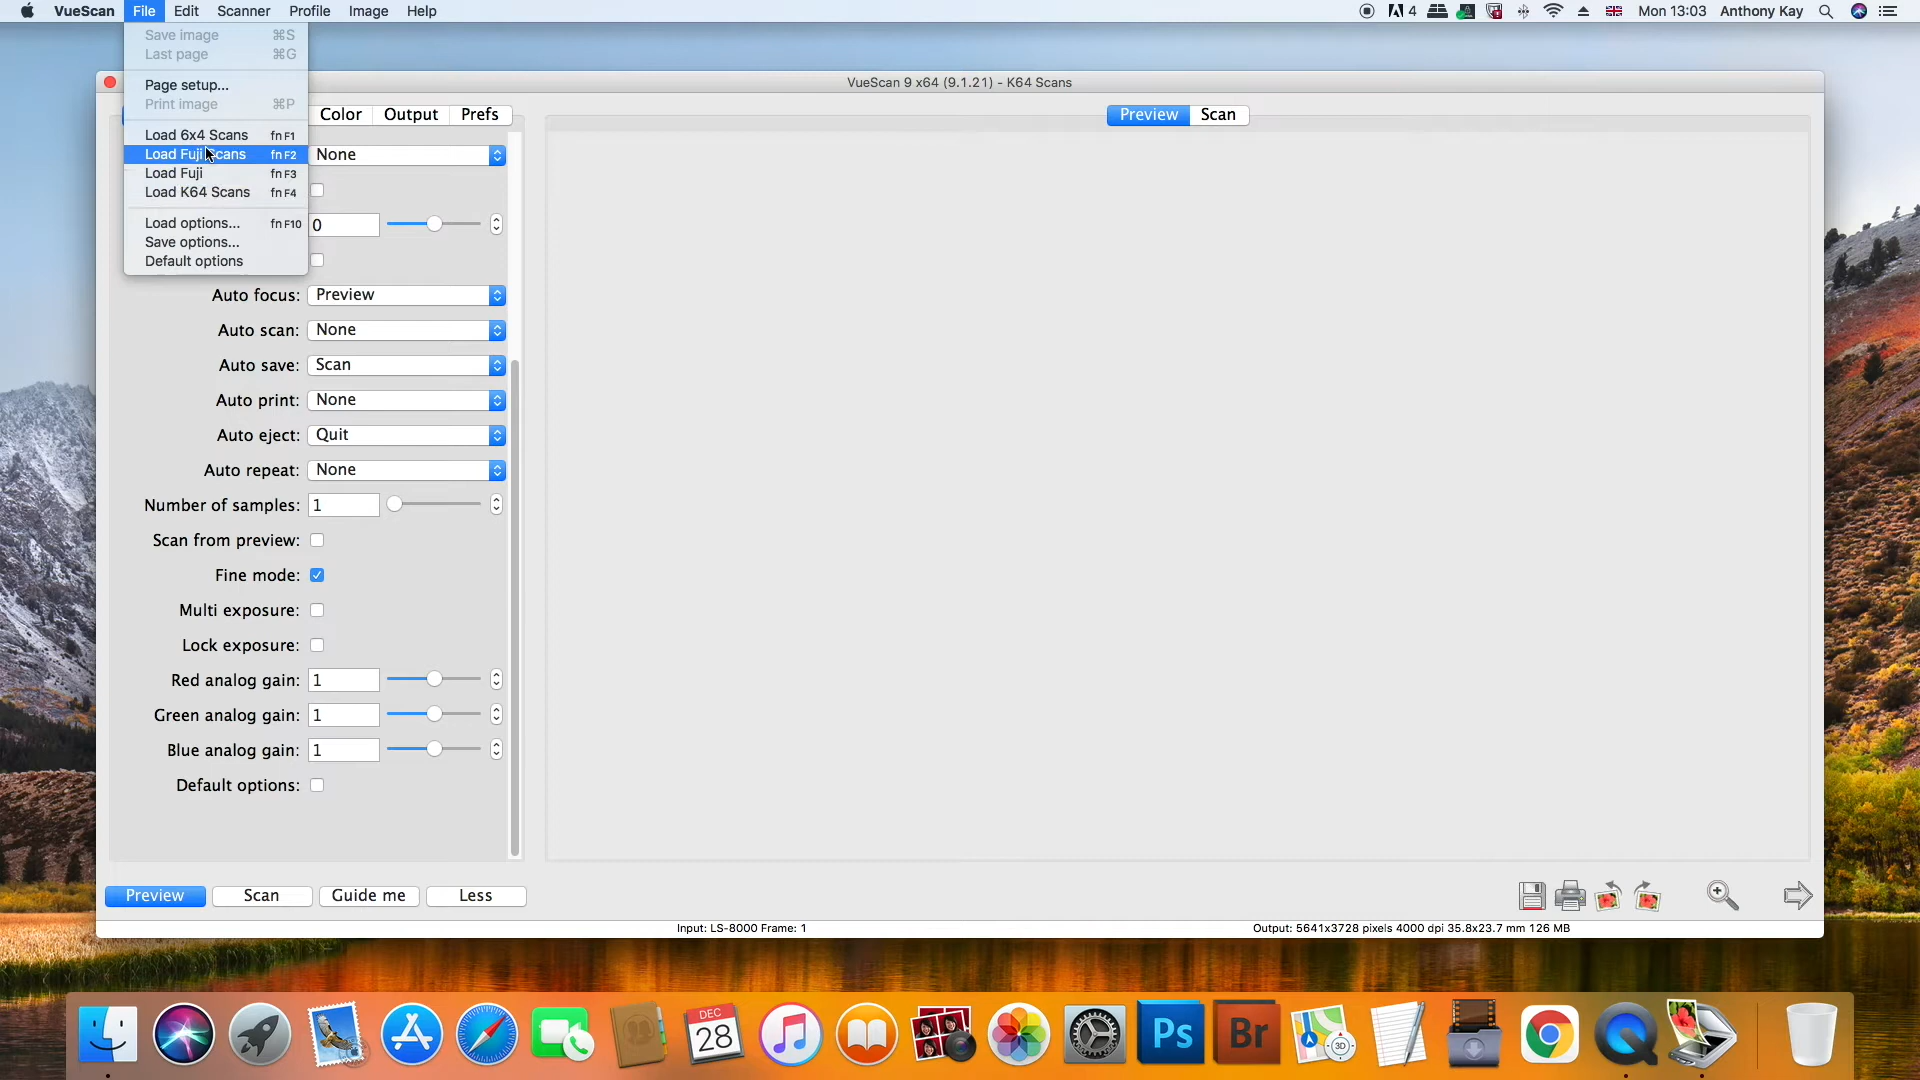 VueScan File Edit Scanner Profile Image Help 4 Mon 13:03 Anthony Kay
Save image ⌘S
Last page ⌘G
Page setup...
Print image ⌘P
Load 6x4 Scans fn F1
Load Fuji Scans fn F2
Load Fuji fn F3
Load K64 Scans fn F4
Load options... fn F10
Save options...
Default options
VueScan 9 x64 (9.1.21) - K64 Scans
Color Output Prefs
Preview Scan
None
0
Auto focus: Preview
Auto scan: None
Auto save: Scan
Auto print: None
Auto eject: Quit
Auto repeat: None
Number of samples: 1
Scan from preview:
Fine mode:
Multi exposure:
Lock exposure:
Red analog gain: 1
Green analog gain: 1
Blue analog gain: 1
Default options:
Preview Scan Guide me Less
Input: LS-8000 Frame: 1
Output: 5641x3728 pixels 4000 dpi 35.8x23.7 mm 126 MB
DEC
28
Ps
Br
3D